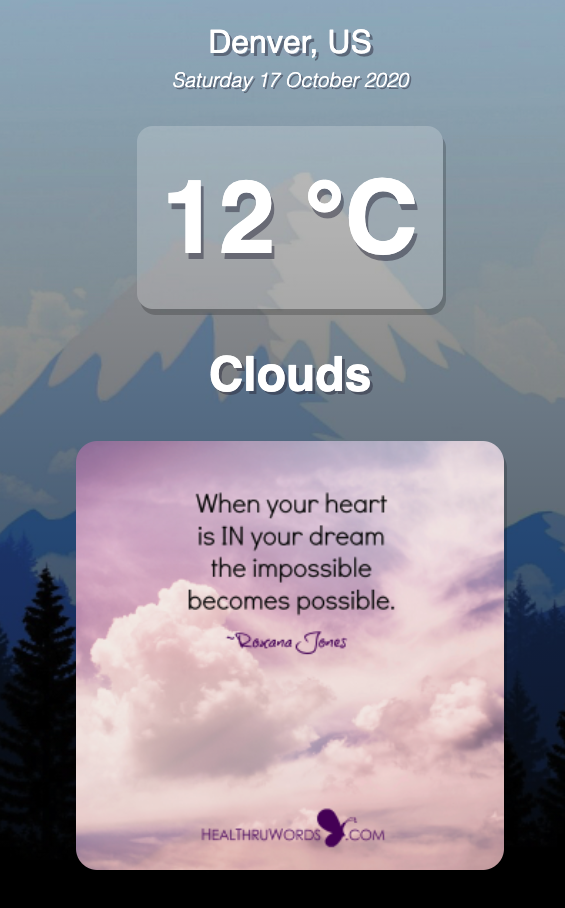 Denver, US
Saturday 17 October 2020
12 °C
Clouds
When your heart
is IN your dream
the impossible
becomes possible.
~Roxana Jones
HEALTHRUWORDS.COM